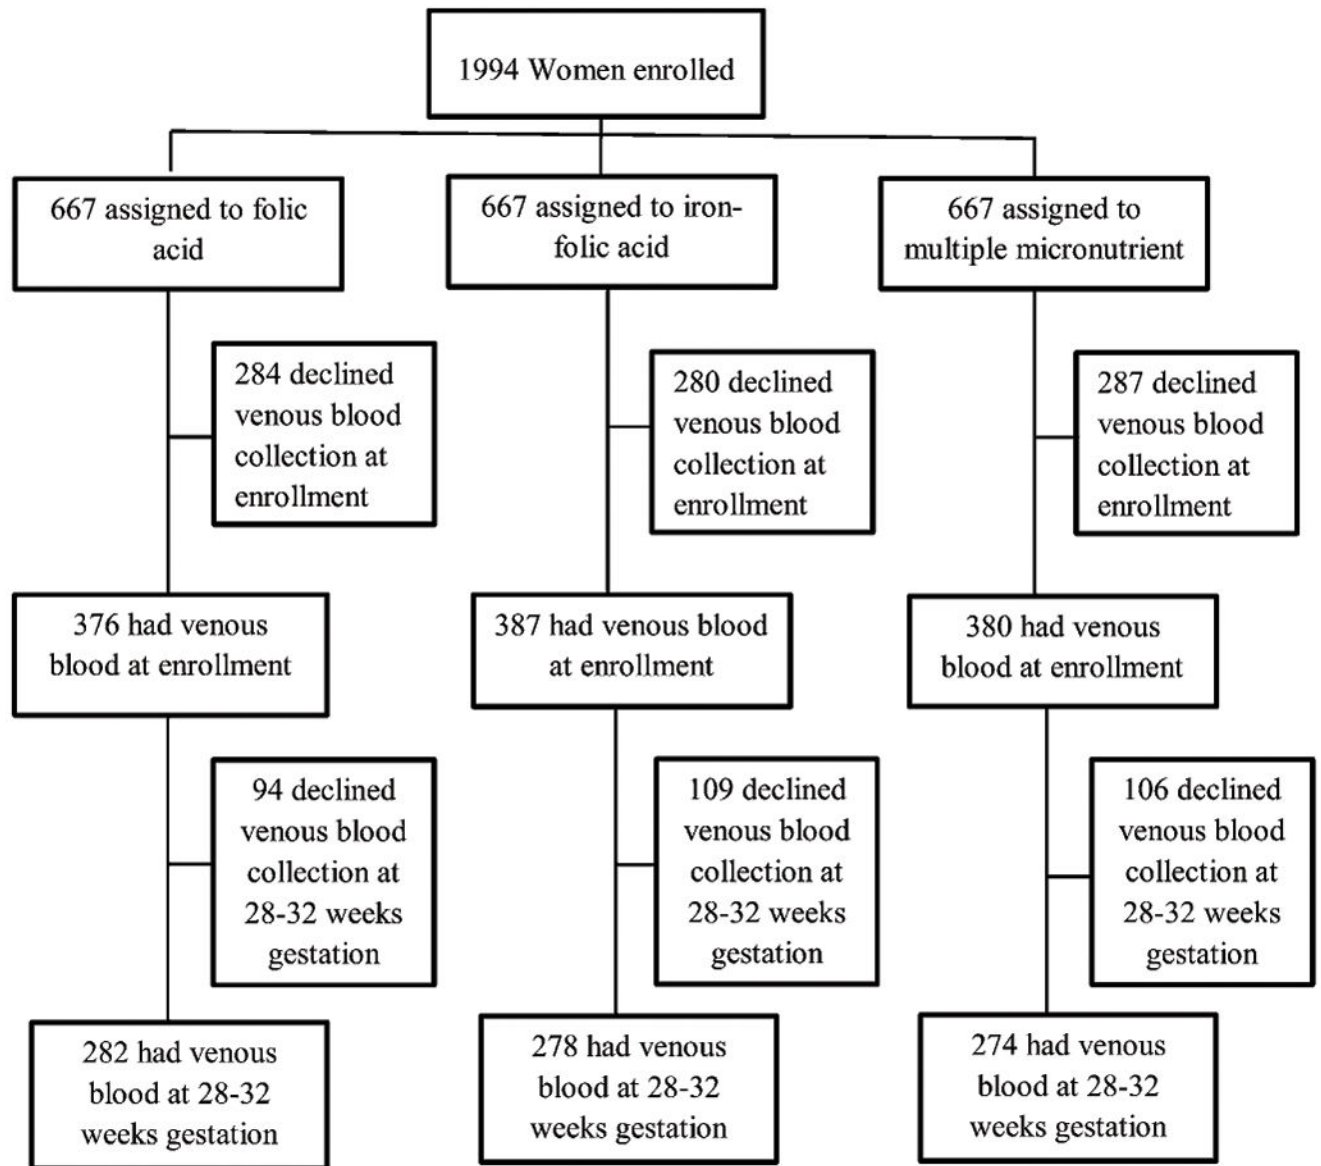 1994 Women enrolled
667 assigned to folic
acid
667 assigned to iron-
folic acid
667 assigned to
multiple micronutrient
284 declined
venous blood
collection at
enrollment
280 declined
venous blood
collection at
enrollment
287 declined
venous blood
collection at
enrollment
376 had venous
blood at enrollment
387 had venous blood
at enrollment
380 had venous
blood at enrollment
94 declined
venous blood
collection at
28-32 weeks
gestation
109 declined
venous blood
collection at
28-32 weeks
gestation
106 declined
venous blood
collection at
28-32 weeks
gestation
282 had venous
blood at 28-32
weeks gestation
278 had venous
blood at 28-32
weeks gestation
274 had venous
blood at 28-32
weeks gestation